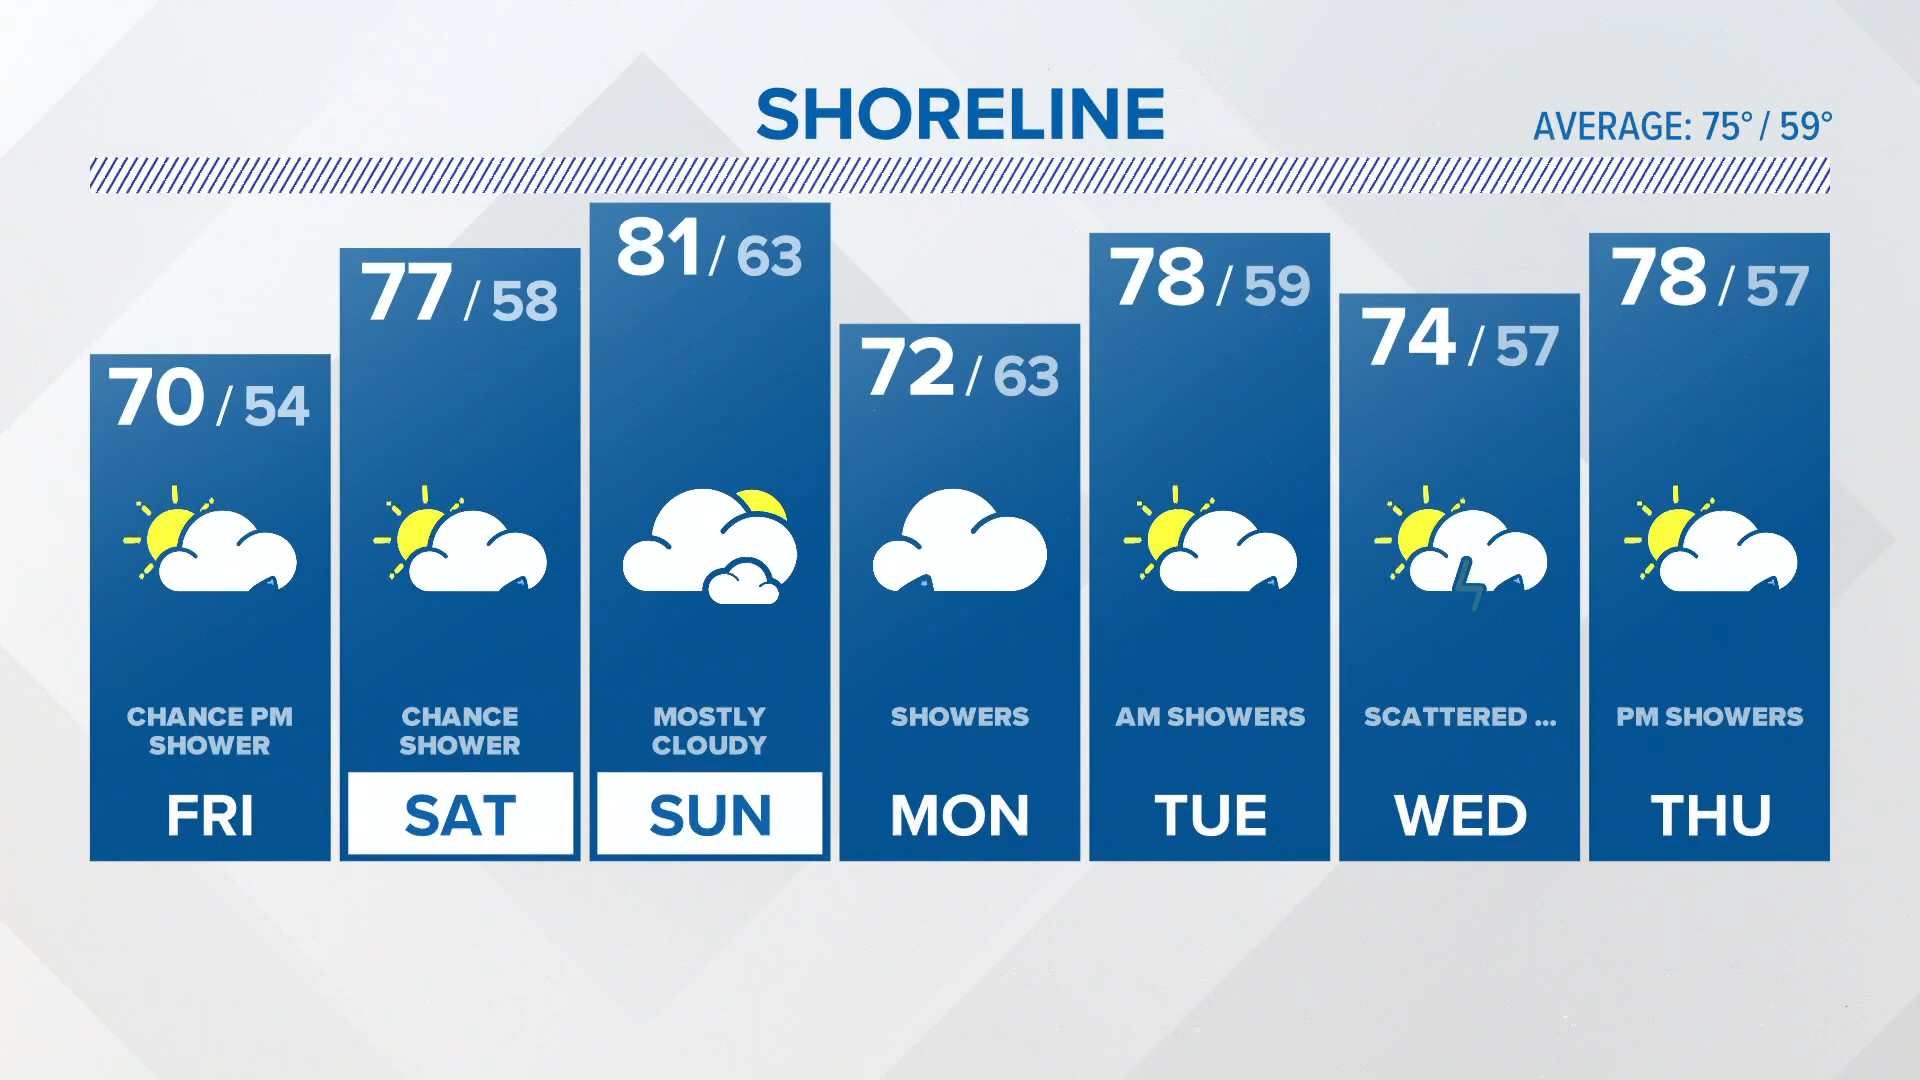 SHORELINE
AVERAGE: 75° / 59°
70 / 54
CHANCE PM
SHOWER
FRI
77 / 58
CHANCE
SHOWER
SAT
81 / 63
MOSTLY
CLOUDY
SUN
72 / 63
SHOWERS
MON
78 / 59
AM SHOWERS
TUE
74 / 57
SCATTERED ...
WED
78 / 57
PM SHOWERS
THU